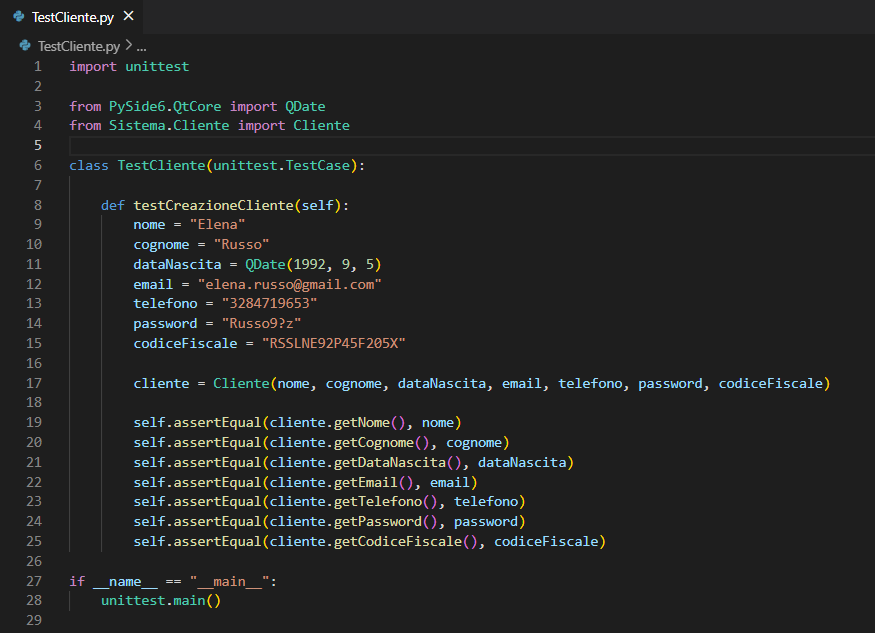 TestCliente.py ×
TestCliente.py > ...
1 import unittest
2
3 from PySide6.QtCore import QDate
4 from Sistema.Cliente import Cliente
5
6 class TestCliente(unittest.TestCase):
7
8     def testCreazioneCliente(self):
9         nome = "Elena"
10         cognome = "Russo"
11         dataNascita = QDate(1992, 9, 5)
12         email = "elena.russo@gmail.com"
13         telefono = "3284719653"
14         password = "Russo9?z"
15         codiceFiscale = "RSSLNE92P45F205X"
16
17         cliente = Cliente(nome, cognome, dataNascita, email, telefono, password, codiceFiscale)
18
19         self.assertEqual(cliente.getNome(), nome)
20         self.assertEqual(cliente.getCognome(), cognome)
21         self.assertEqual(cliente.getDataNascita(), dataNascita)
22         self.assertEqual(cliente.getEmail(), email)
23         self.assertEqual(cliente.getTelefono(), telefono)
24         self.assertEqual(cliente.getPassword(), password)
25         self.assertEqual(cliente.getCodiceFiscale(), codiceFiscale)
26
27 if __name__ == "__main__":
28     unittest.main()
29